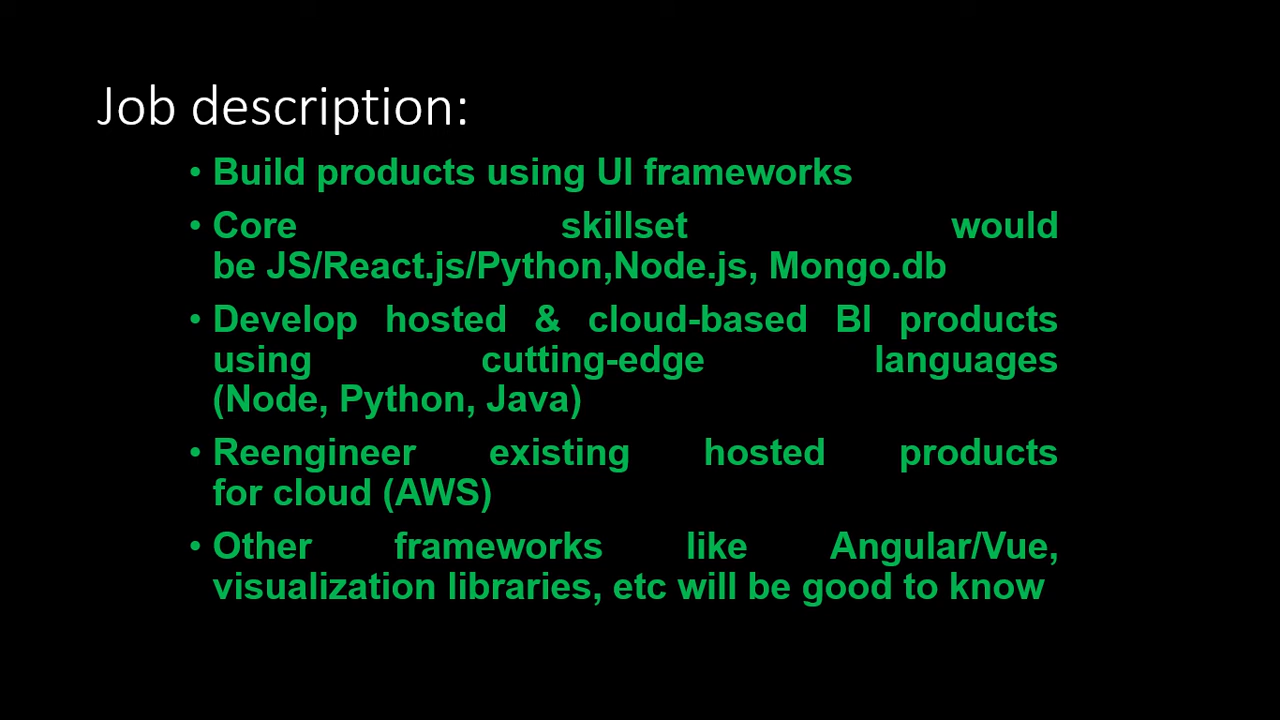 Job description:
• Build products using UI frameworks
• Core skillset would
be JS/React.js/Python,Node.js, Mongo.db
• Develop hosted & cloud-based BI products
using cutting-edge languages
(Node, Python, Java)
• Reengineer existing hosted products
for cloud (AWS)
• Other frameworks like Angular/Vue,
visualization libraries, etc will be good to know